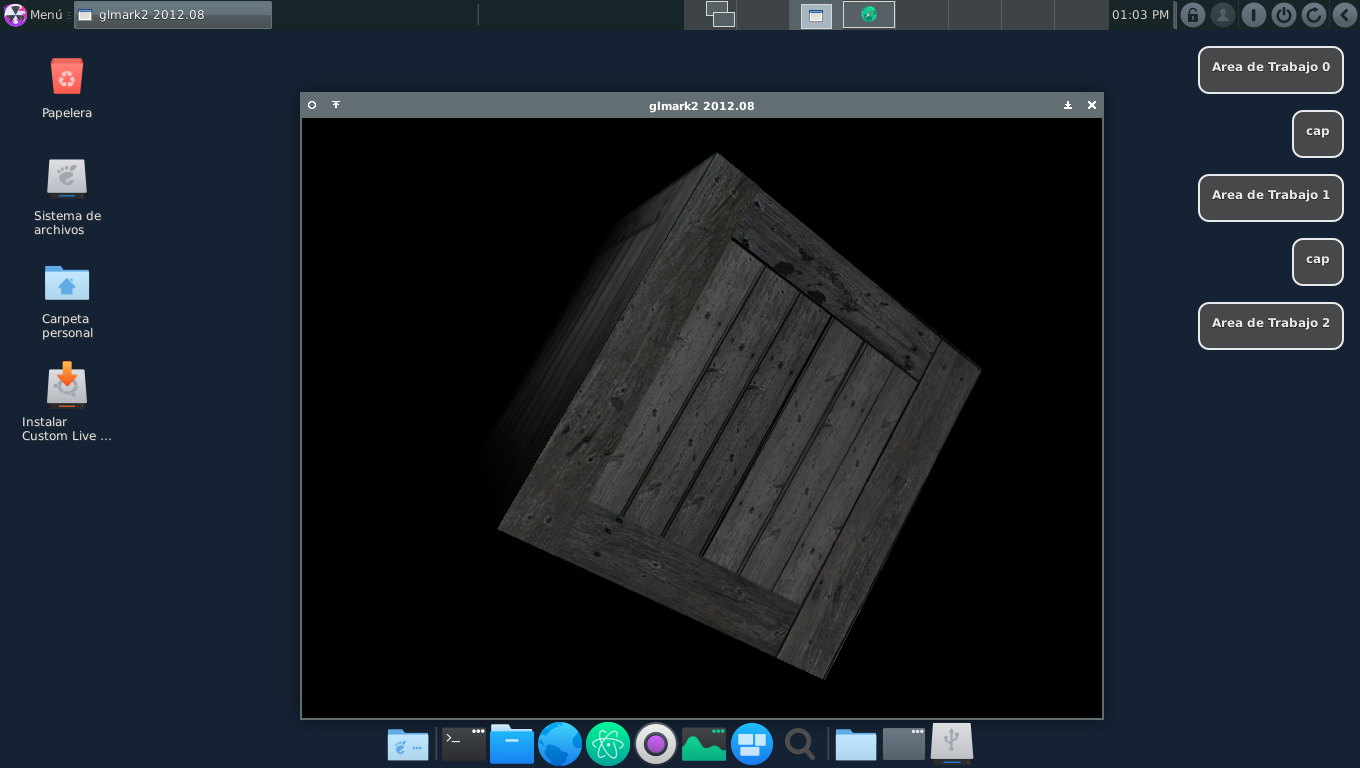 Menú
glmark2 2012.08
01:03 PM
Papelera
Sistema de
archivos
Carpeta
personal
Instalar
Custom Live ...
glmark2 2012.08
Area de Trabajo 0
cap
Area de Trabajo 1
cap
Area de Trabajo 2